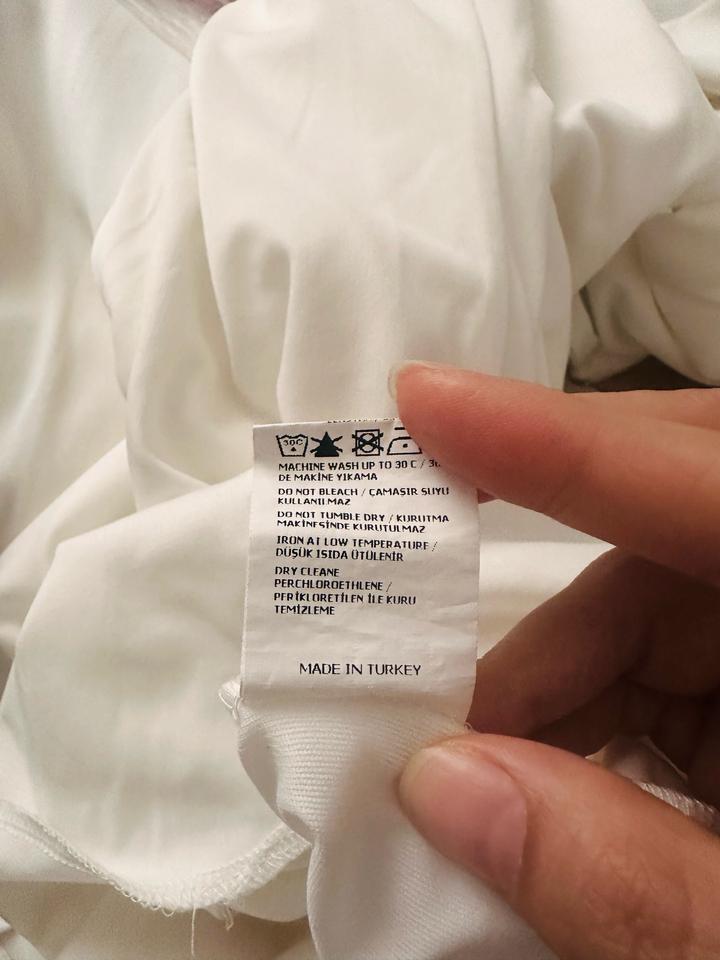 30C
MACHINE WASH UP TO 30 C /
DE MAKİNE YIKAMA
DO NOT BLEACH / ÇAMAŞIR SUYU
KULLANILMAZ
DO NOT TUMBLE DRY / KURUTMA
MAKİNESİNDE KURUTULMAZ
IRON AT LOW TEMPERATURE /
DÜŞÜK ISIDA ÜTÜLENİR
DRY CLEANE
PERCHLOROETHLENE /
PERİKLORETİLEN İLE KURU
TEMİZLEME
MADE IN TURKEY